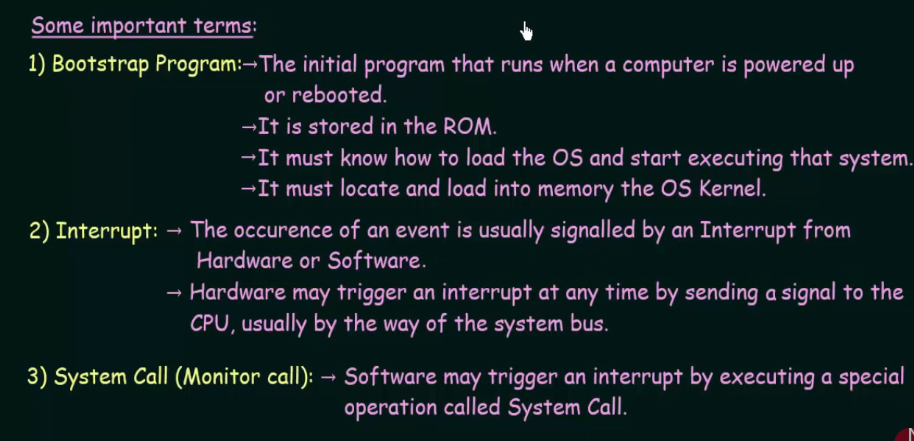 Some important terms:
1) Bootstrap Program:→The initial program that runs when a computer is powered up
or rebooted.
→It is stored in the ROM.
→It must know how to load the OS and start executing that system.
→It must locate and load into memory the OS Kernel.
2) Interrupt: → The occurence of an event is usually signalled by an Interrupt from
Hardware or Software.
→ Hardware may trigger an interrupt at any time by sending a signal to the
CPU, usually by the way of the system bus.
3) System Call (Monitor call): → Software may trigger an interrupt by executing a special
operation called System Call.